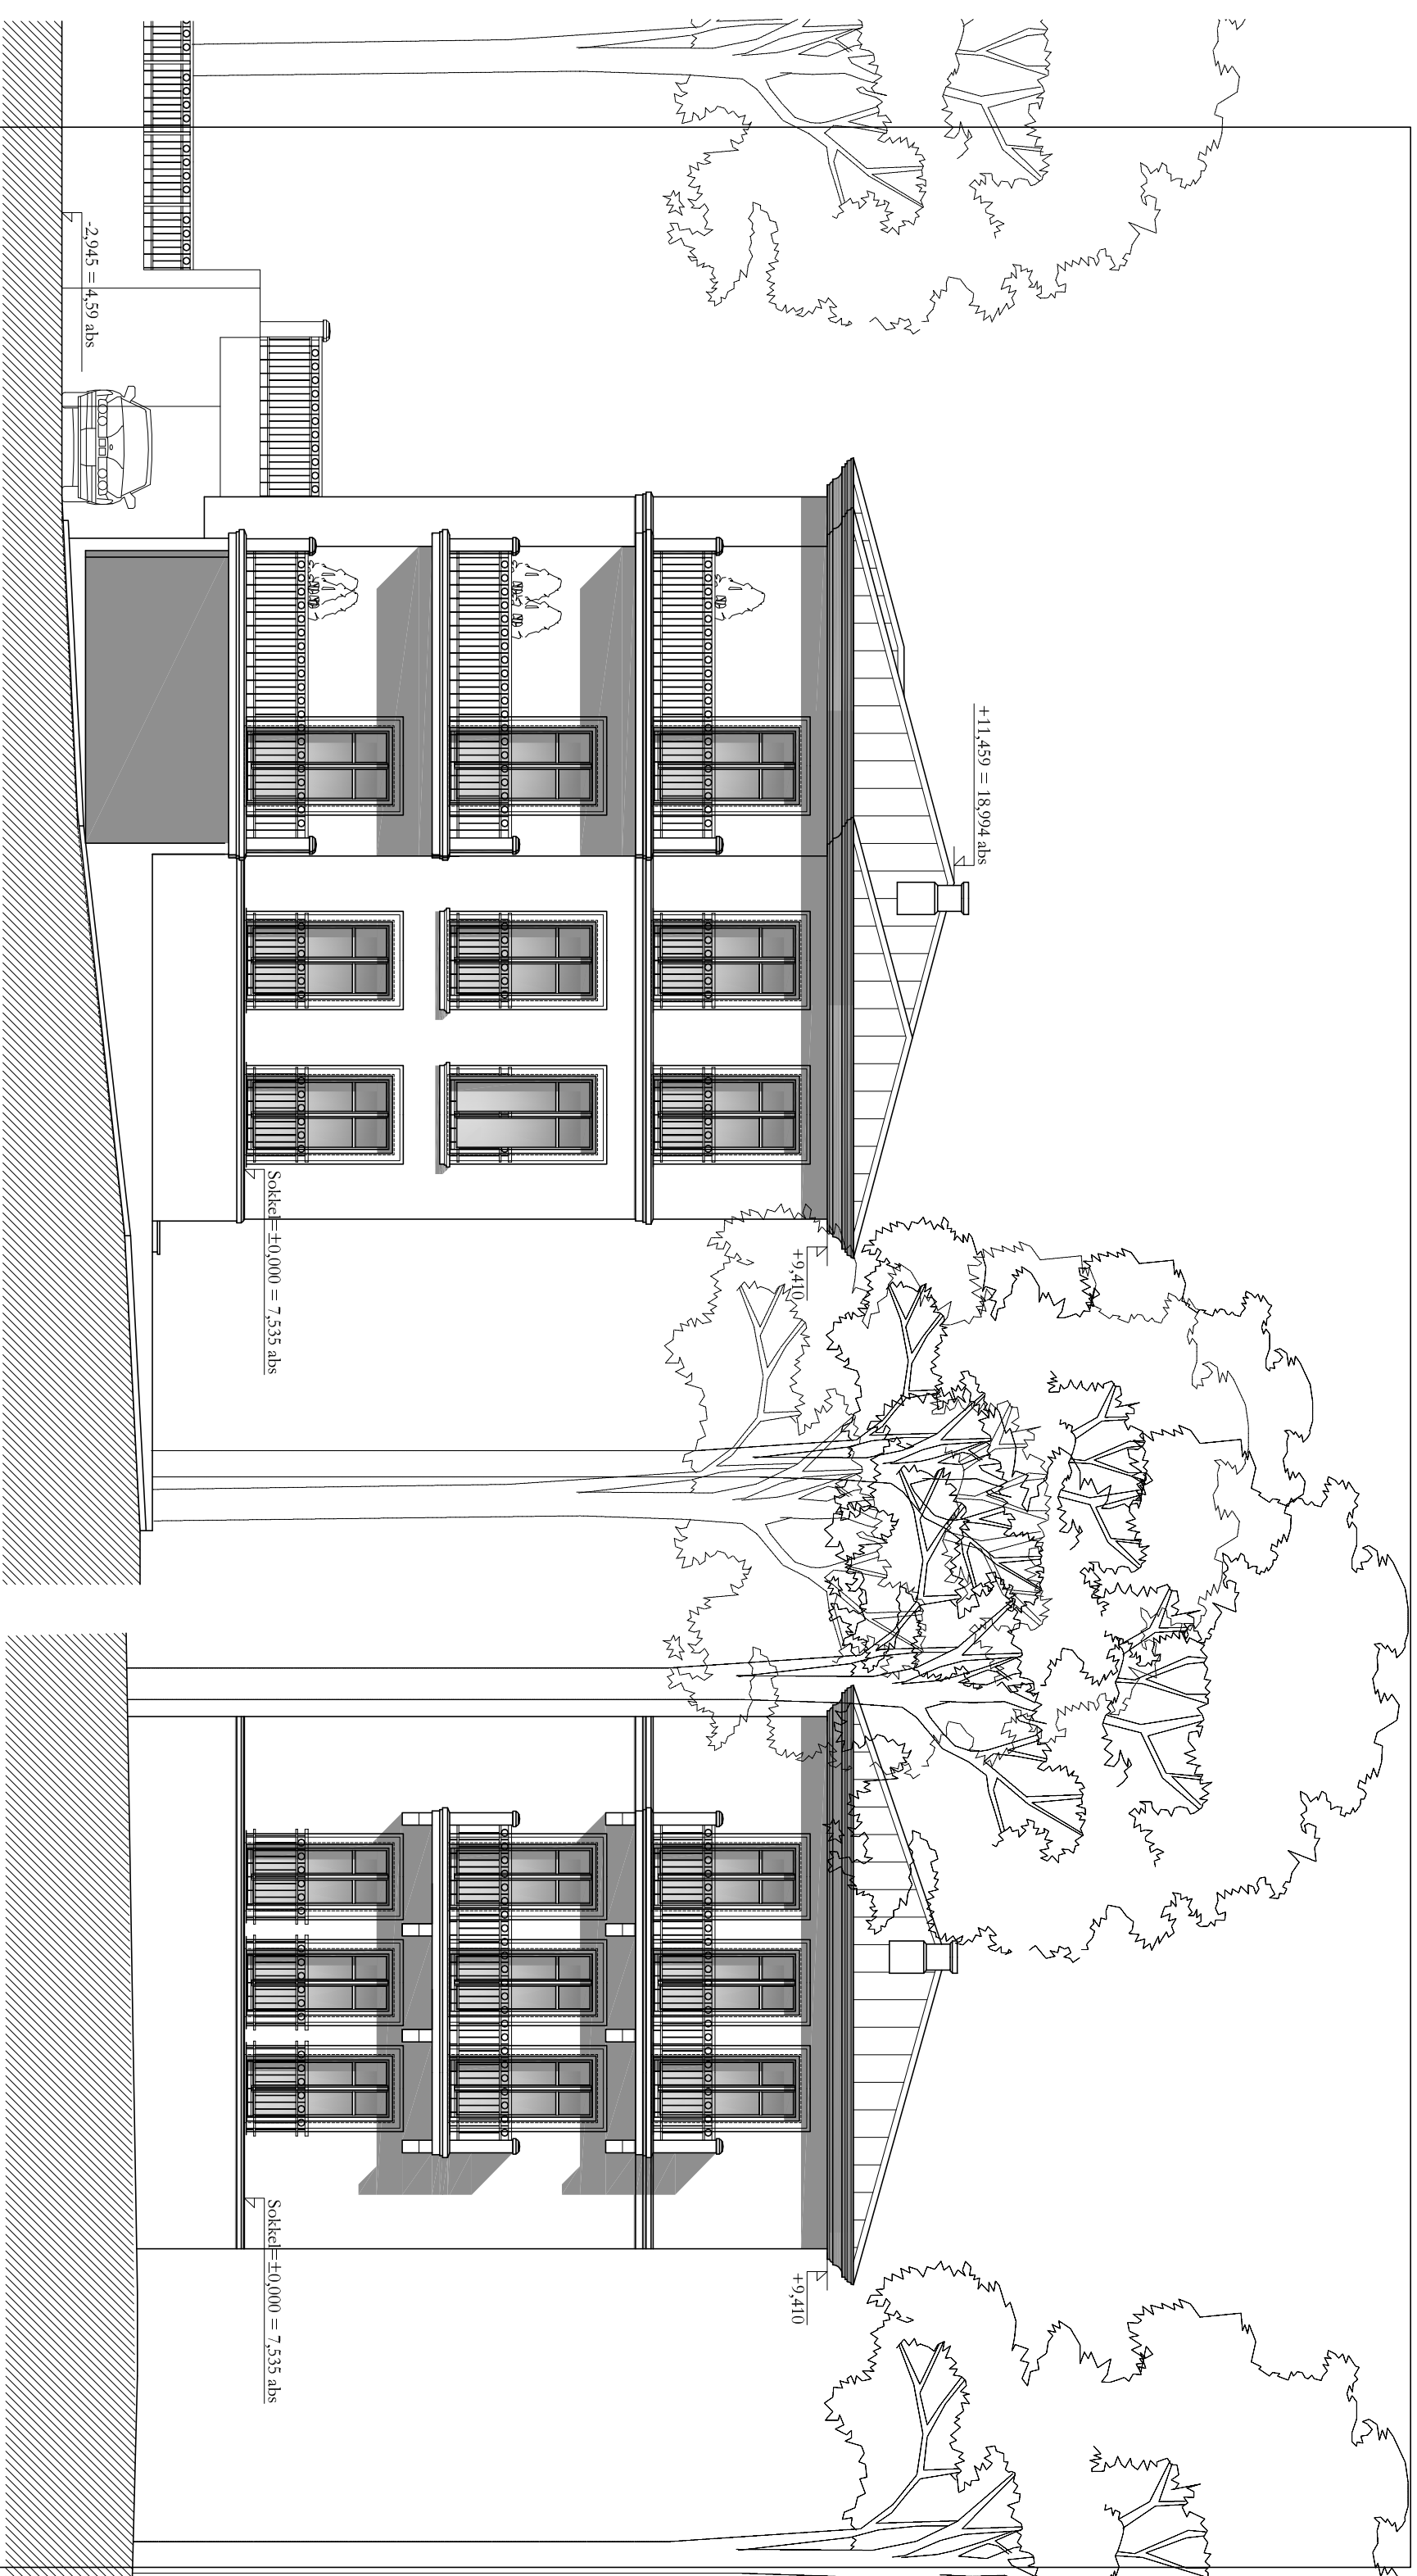 -2,945 = 4,59 abs
+11,459 = 18,994 abs
Sokkel=±0,000 = 7,535 abs
+9,410
Sokkel=±0,000 = 7,535 abs
+9,410